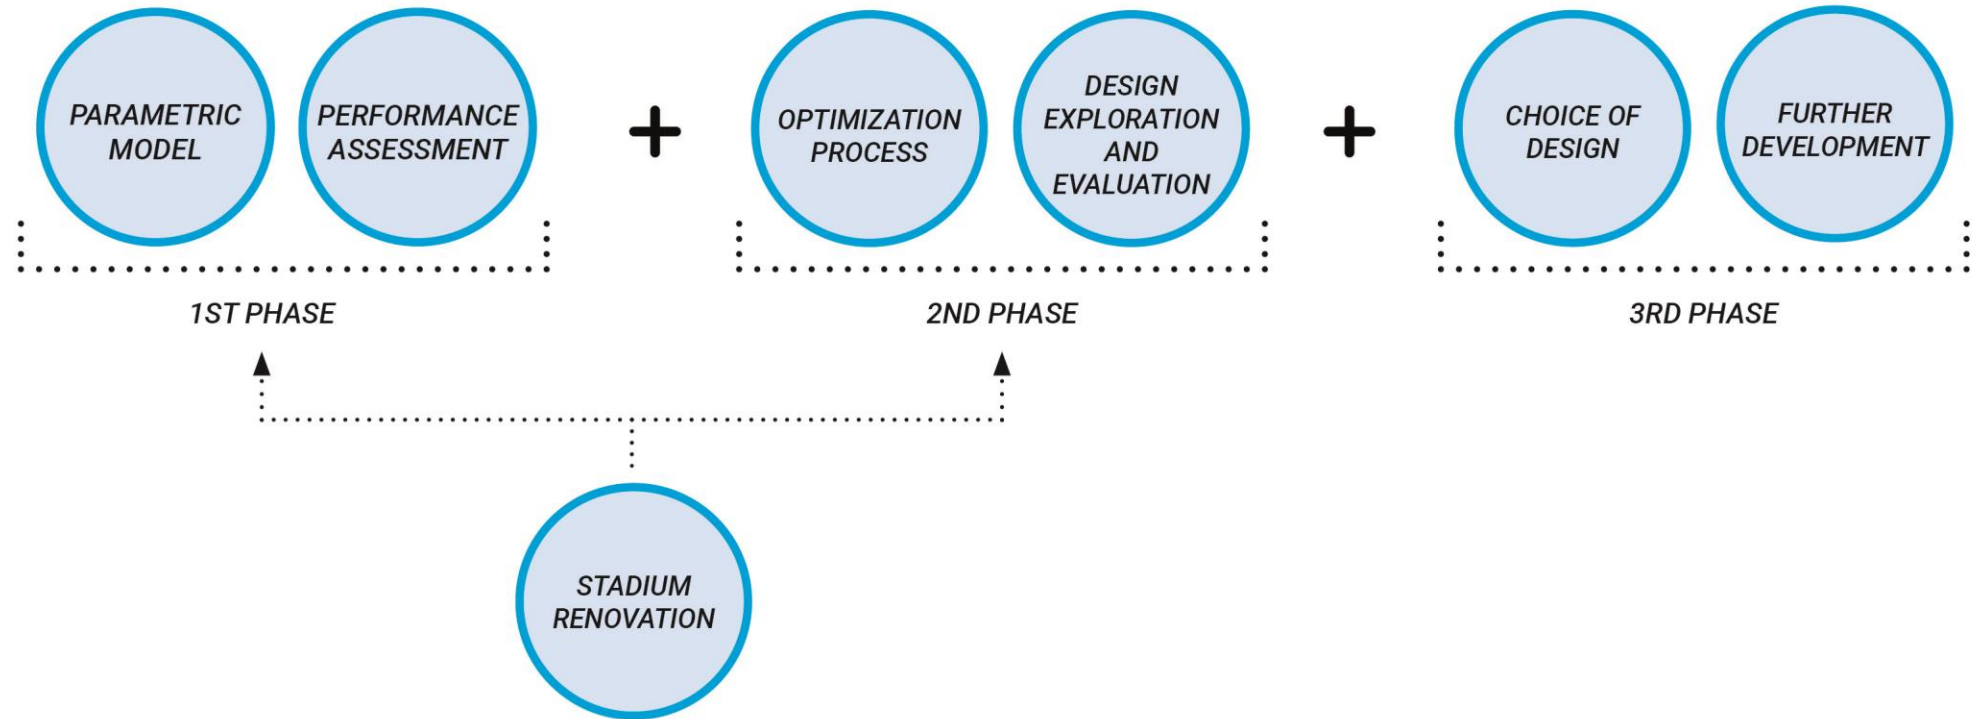 PARAMETRIC
MODEL
PERFORMANCE
ASSESSMENT
+
OPTIMIZATION
PROCESS
DESIGN
EXPLORATION
AND
EVALUATION
+
CHOICE OF
DESIGN
FURTHER
DEVELOPMENT
1ST PHASE
2ND PHASE
3RD PHASE
STADIUM
RENOVATION